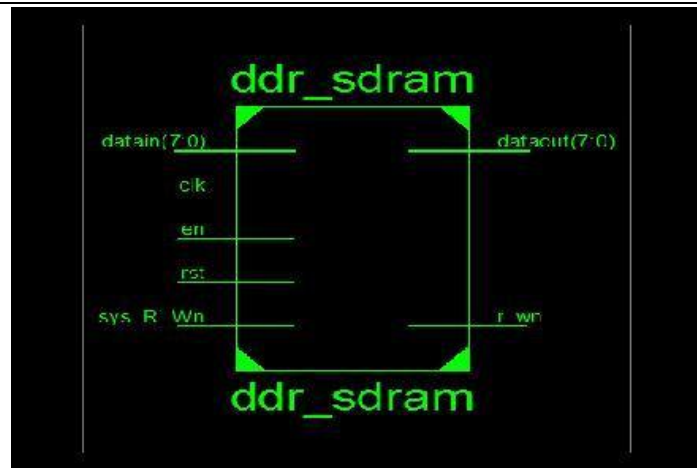 ddr_sdram
datain(7:0) dataout(7:0)
clk
en
rst
sys_R_Wn r_wn
ddr_sdram